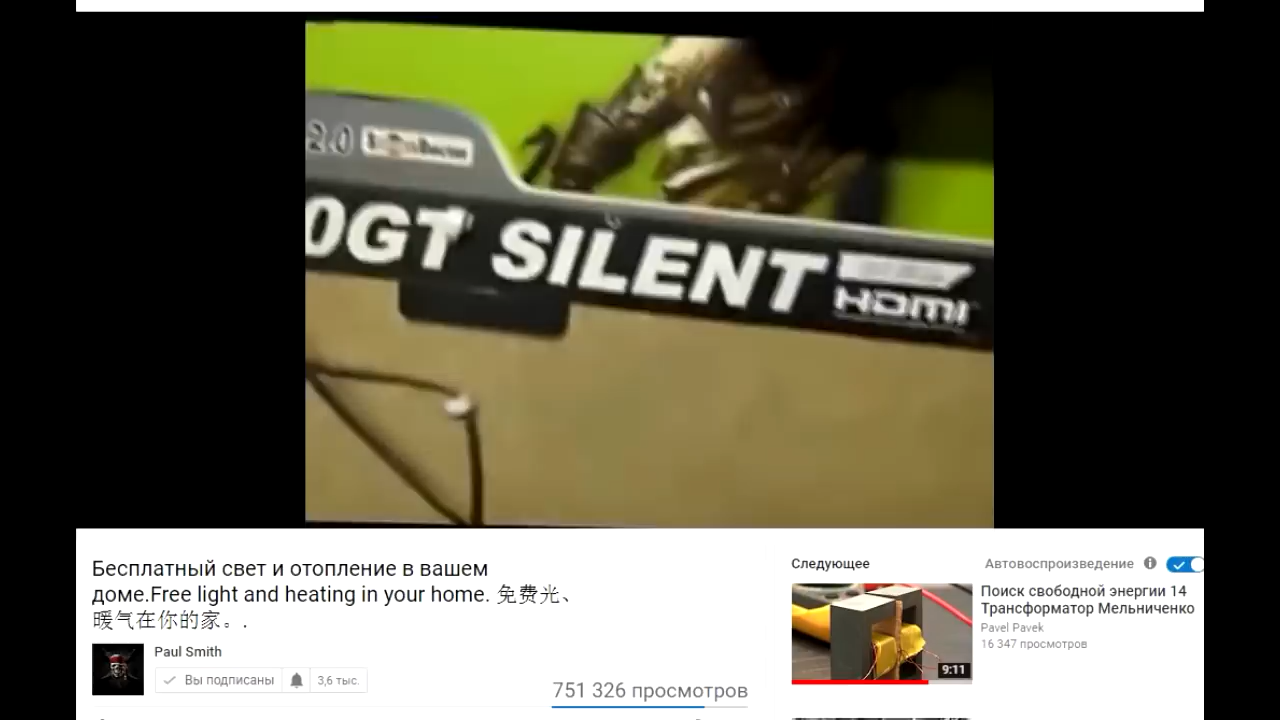 2.0
0GT SILENT
HDMI
Бесплатный свет и отопление в вашем
доме.Free light and heating in your home. 免费光、
暖气在你的家。.
Paul Smith
Вы подписаны
3,6 тыс.
751 326 просмотров
Следующее
Автовоспроизведение
Поиск свободной энергии 14
Трансформатор Мельниченко
Pavel Pavek
16 347 просмотров
9:11